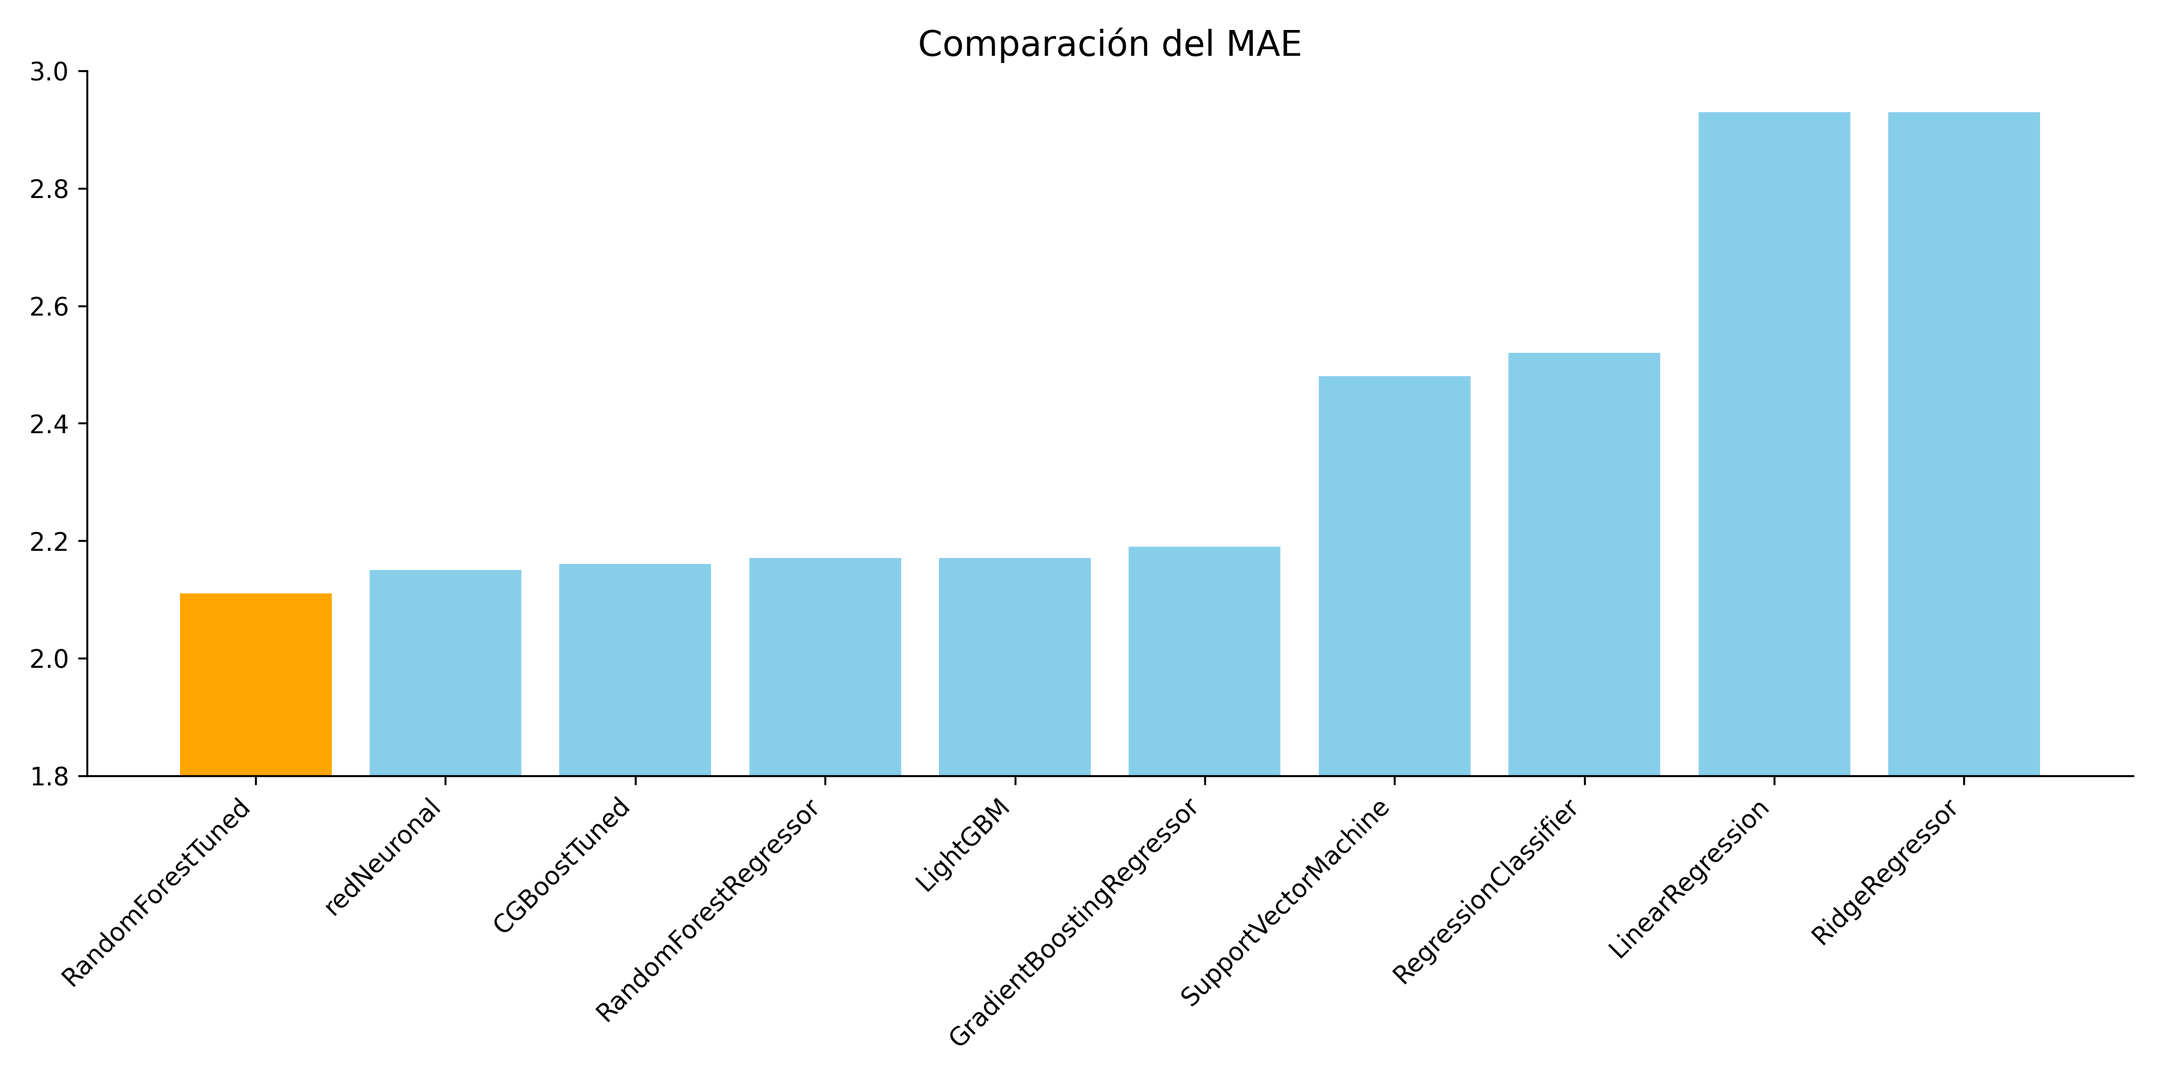 Comparación del MAE
3.0
2.8
2.6
2.4
2.2
2.0
1.8
RandomForestTuned
redNeuronal
CGBoostTuned
RandomForestRegressor
LightGBM
GradientBoostingRegressor
SupportVectorMachine
RegressionClassifier
LinearRegression
RidgeRegressor